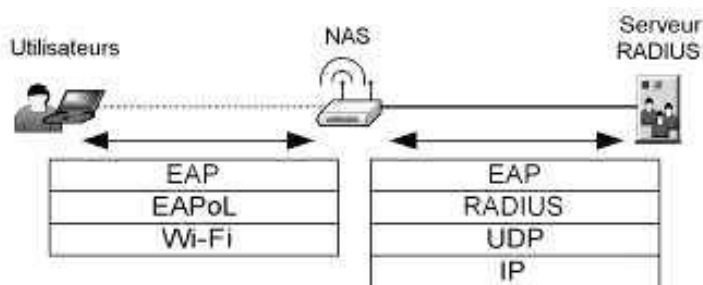 Utilisateurs
NAS
Serveur
RADIUS
EAP
EAPoL
Wi-Fi
EAP
RADIUS
UDP
IP